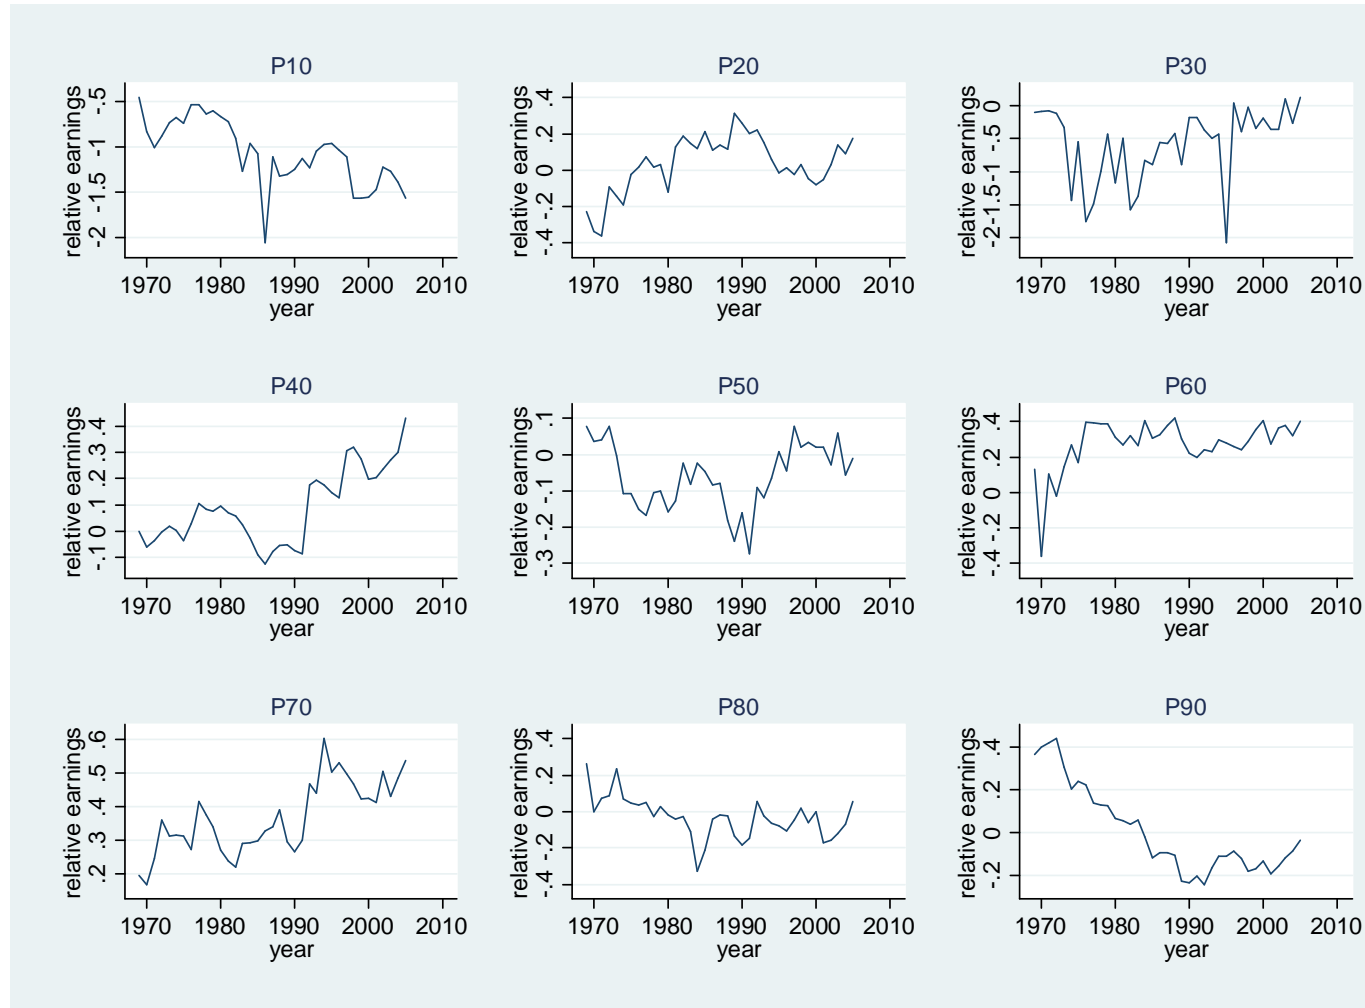 P10
P20
P30
relative earnings
-2 -1.5 -1 -.5
relative earnings
-.4 -.2 0 .2 .4
relative earnings
-2 -1.5 -1 -.5 0
1970 1980 1990 2000 2010
1970 1980 1990 2000 2010
1970 1980 1990 2000 2010
year
year
year
P40
P50
P60
relative earnings
-.1 0 .1 .2 .3 .4
relative earnings
-.3 -.2 -.1 0 .1
relative earnings
-.4 -.2 0 .2 .4
1970 1980 1990 2000 2010
1970 1980 1990 2000 2010
1970 1980 1990 2000 2010
year
year
year
P70
P80
P90
relative earnings
.2 .3 .4 .5 .6
relative earnings
-.4 -.2 0 .2 .4
relative earnings
-.2 0 .2 .4
1970 1980 1990 2000 2010
1970 1980 1990 2000 2010
1970 1980 1990 2000 2010
year
year
year